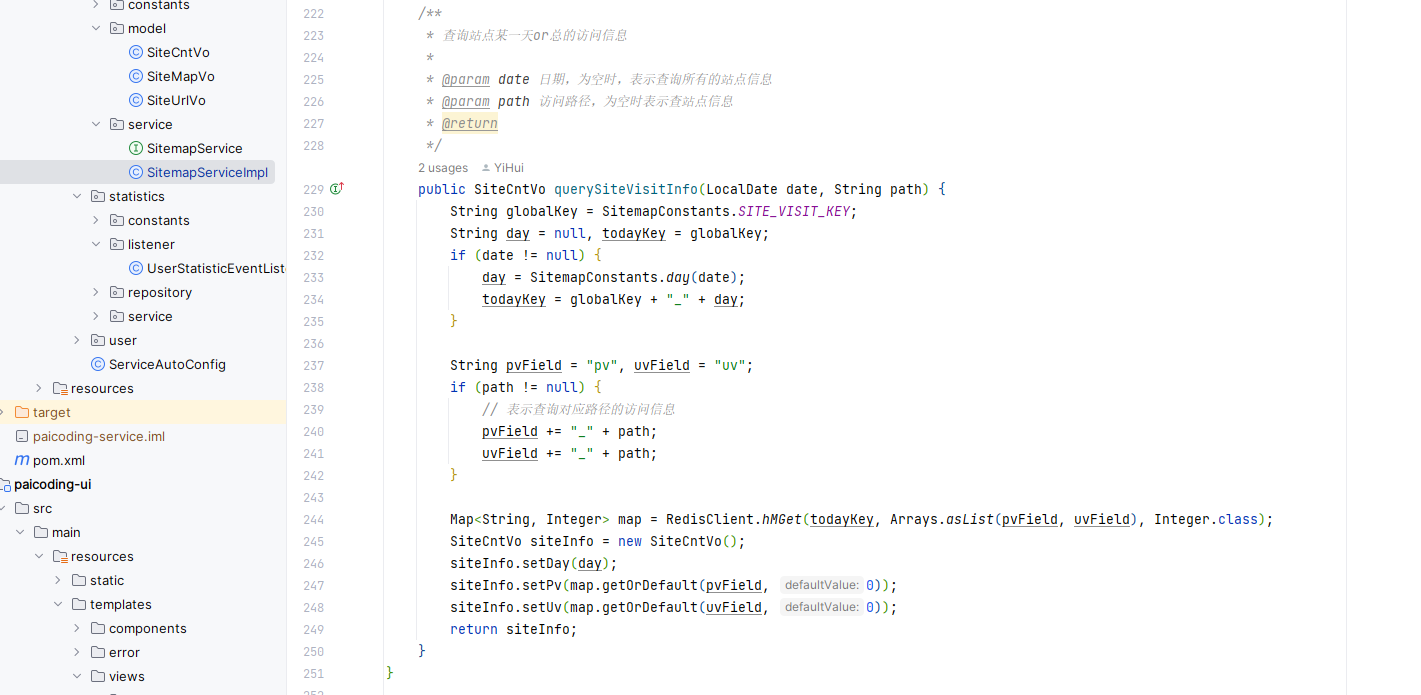 constants
model
SiteCntVo
SiteMapVo
SiteUrlVo
service
SitemapService
SitemapServiceImpl
statistics
constants
listener
UserStatisticEventListe
repository
service
user
ServiceAutoConfig
resources
target
paicoding-service.iml
pom.xml
paicoding-ui
src
main
resources
static
templates
components
error
views
222 /**
223 * 查询站点某一天or总的访问信息
224 *
225 * @param date 日期，为空时，表示查询所有的站点信息
226 * @param path 访问路径，为空时表示查站点信息
227 * @return
228 */
2 usages YiHui
229 public SiteCntVo querySiteVisitInfo(LocalDate date, String path) {
230 String globalKey = SitemapConstants.SITE_VISIT_KEY;
231 String day = null, todayKey = globalKey;
232 if (date != null) {
233 day = SitemapConstants.day(date);
234 todayKey = globalKey + "_" + day;
235 }
236
237 String pvField = "pv", uvField = "uv";
238 if (path != null) {
239 // 表示查询对应路径的访问信息
240 pvField += "_" + path;
241 uvField += "_" + path;
242 }
243
244 Map<String, Integer> map = RedisClient.hMGet(todayKey, Arrays.asList(pvField, uvField), Integer.class);
245 SiteCntVo siteInfo = new SiteCntVo();
246 siteInfo.setDay(day);
247 siteInfo.setPv(map.getOrDefault(pvField, defaultValue: 0));
248 siteInfo.setUv(map.getOrDefault(uvField, defaultValue: 0));
249 return siteInfo;
250 }
251 }